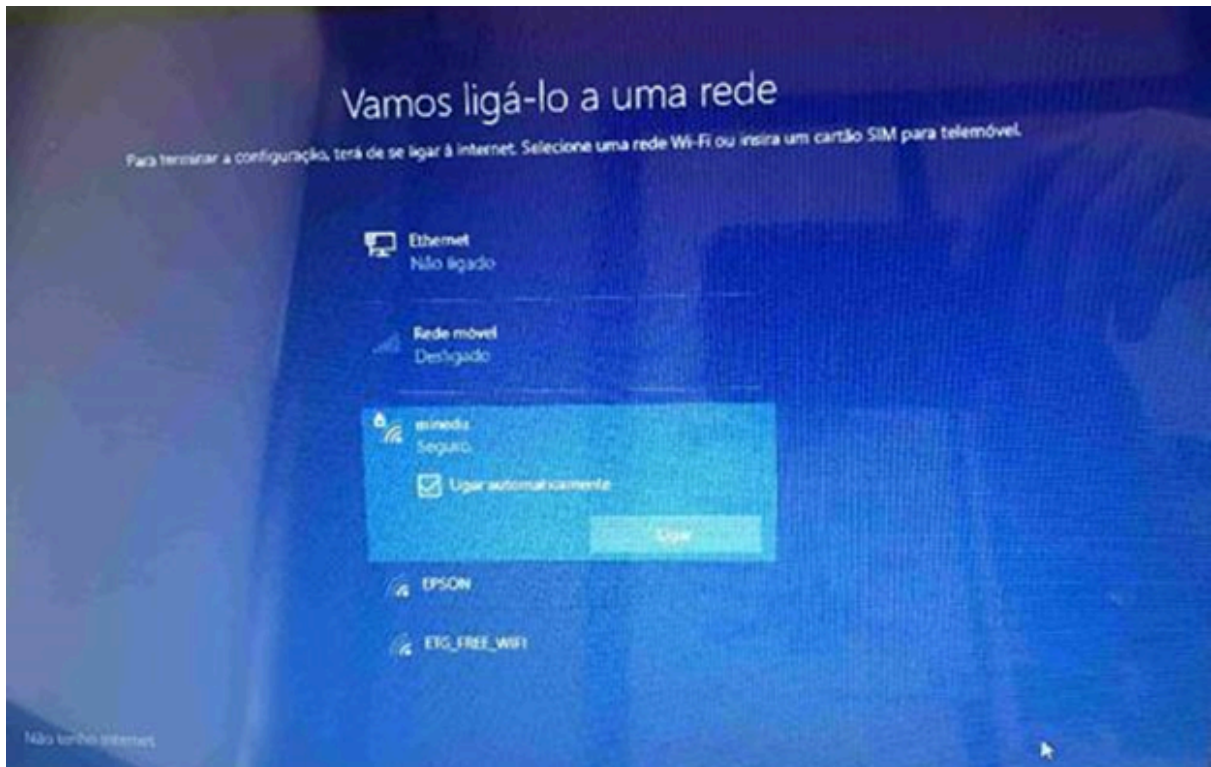 Vamos ligá-lo a uma rede
Para terminar a configuração, terá de se ligar à internet. Selecione uma rede Wi-Fi ou insira um cartão SIM para telemóvel.
Ethernet
Não ligado
Rede móvel
Desligado
minedu
Seguro
Ligar automaticamente
Ligar
EPSON
ETG_FREE_WIFI
Não tenho Internet